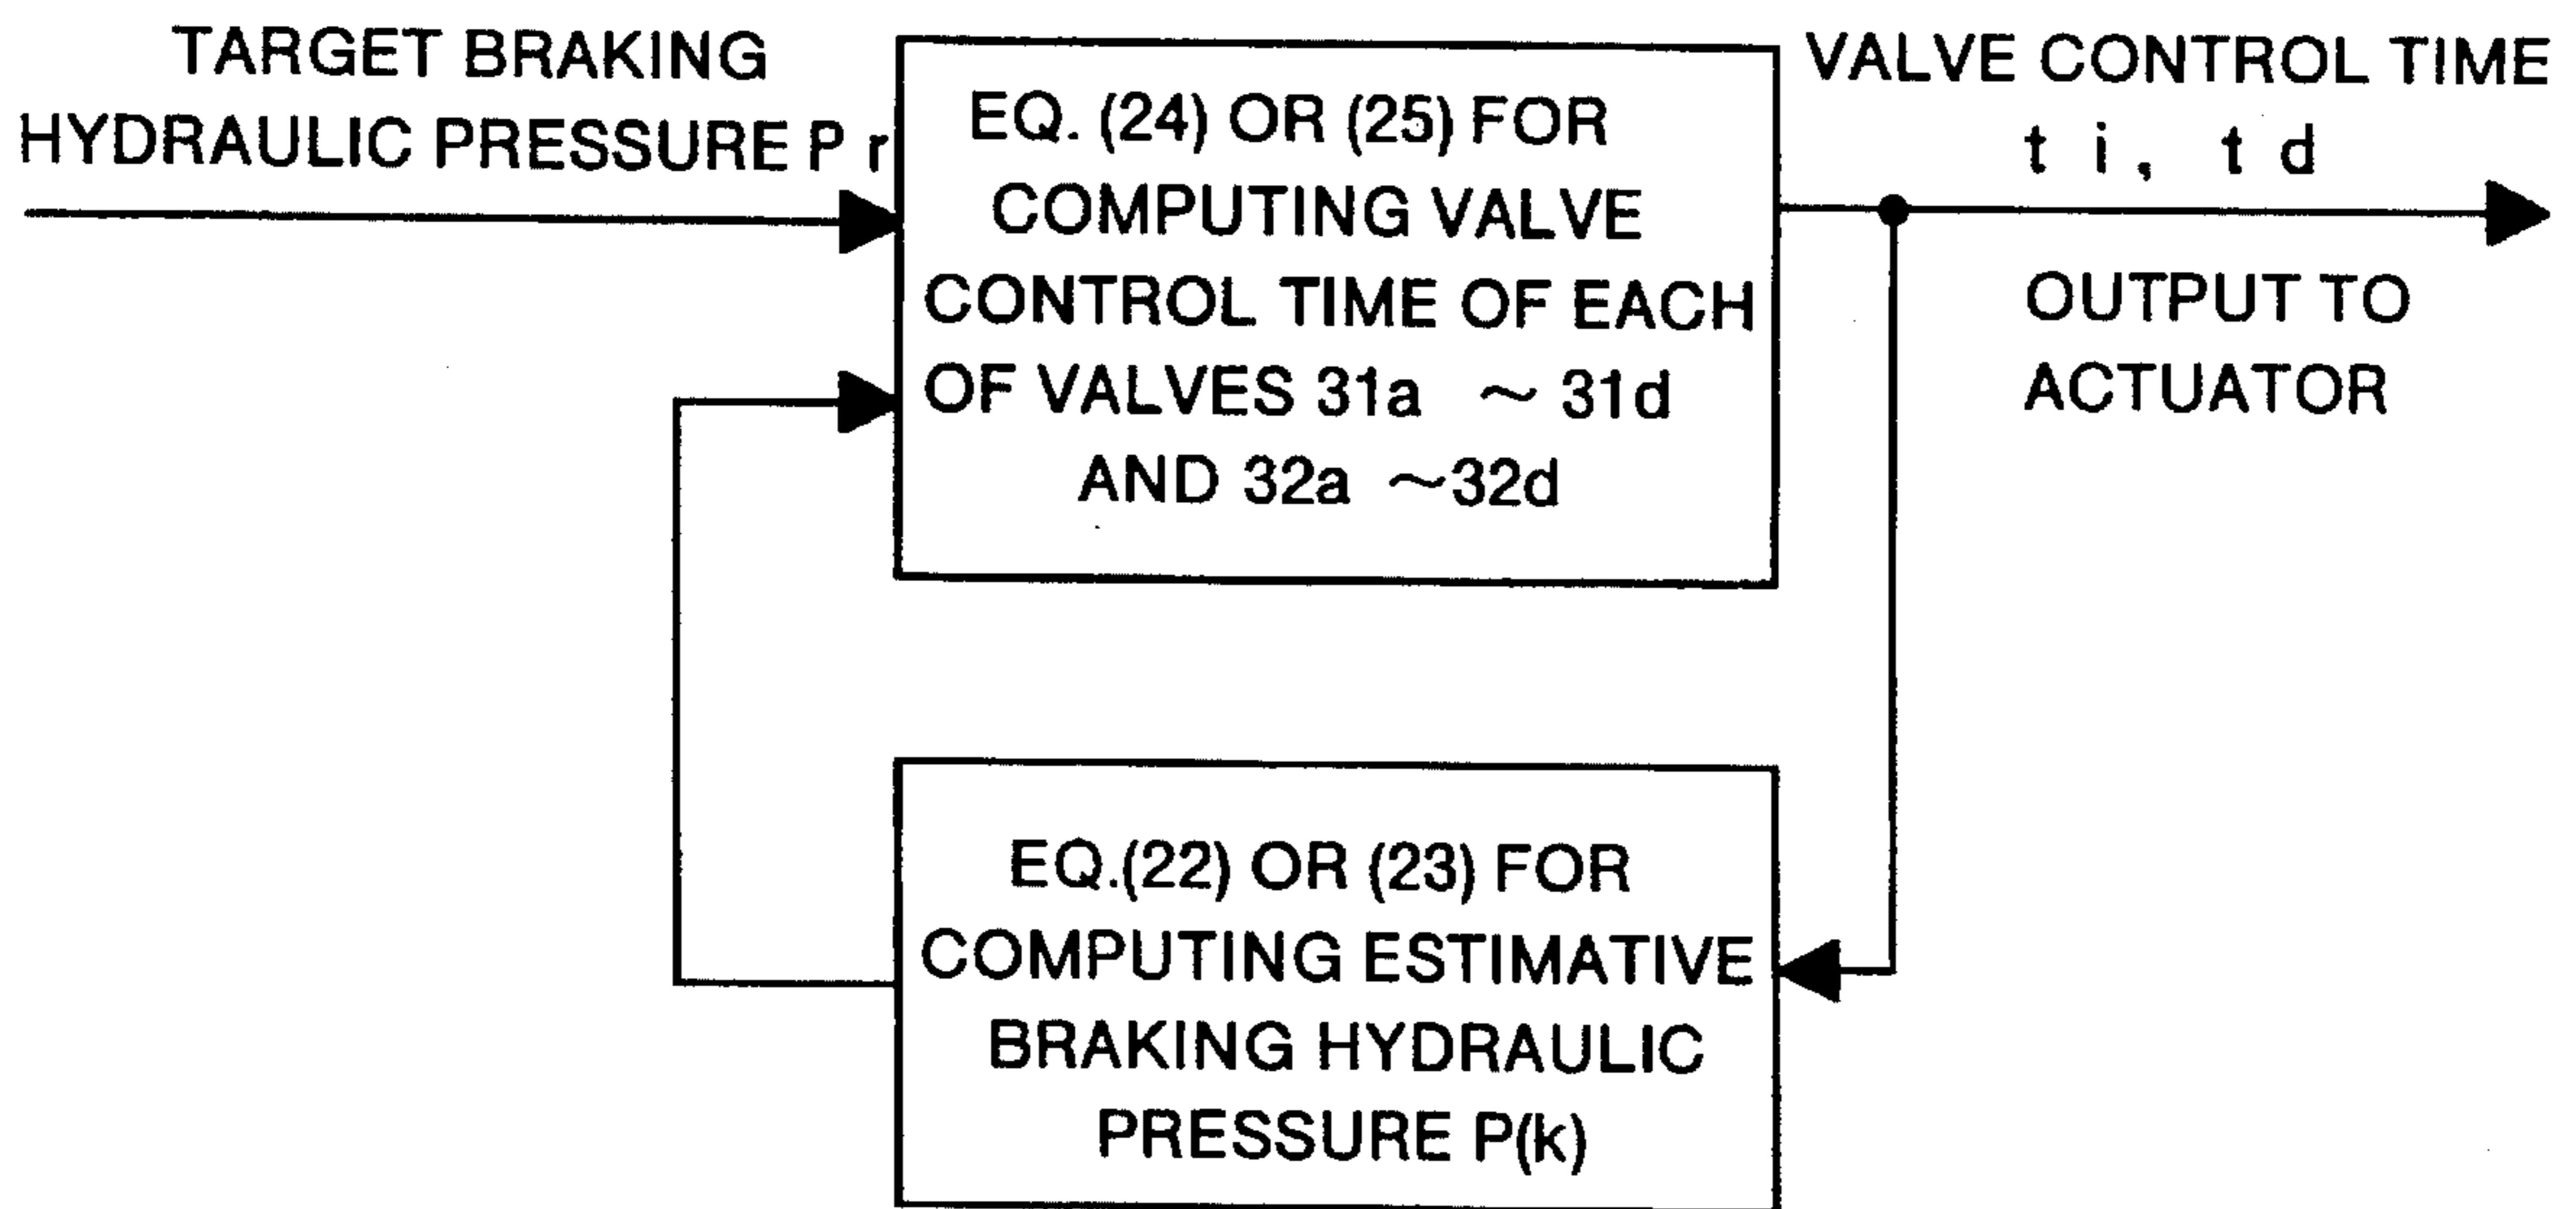 TARGET BRAKING
HYDRAULIC PRESSURE P r
EQ. (24) OR (25) FOR
COMPUTING VALVE
CONTROL TIME OF EACH
OF VALVES 31a ~ 31d
AND 32a ~32d
VALVE CONTROL TIME
t i, t d
OUTPUT TO
ACTUATOR
EQ.(22) OR (23) FOR
COMPUTING ESTIMATIVE
BRAKING HYDRAULIC
PRESSURE P(k)